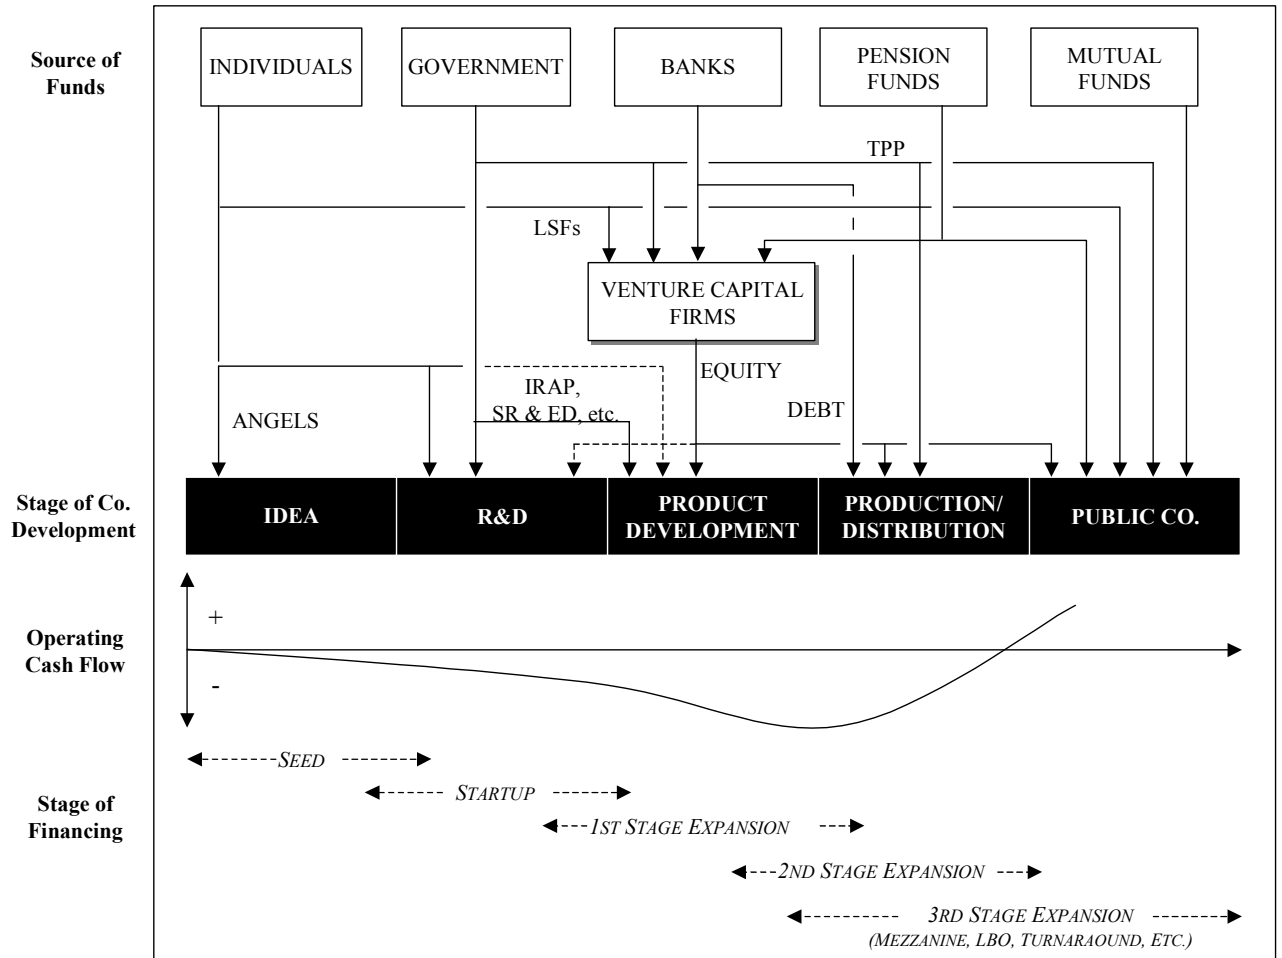 Source of
Funds
INDIVIDUALS
GOVERNMENT
BANKS
PENSION
FUNDS
MUTUAL
FUNDS
TPP
LSFs
VENTURE CAPITAL
FIRMS
EQUITY
IRAP,
SR & ED, etc.
DEBT
ANGELS
Stage of Co.
Development
IDEA
R&D
PRODUCT
DEVELOPMENT
PRODUCTION/
DISTRIBUTION
PUBLIC CO.
Operating
Cash Flow
+
-
Stage of
Financing
SEED
STARTUP
1ST STAGE EXPANSION
2ND STAGE EXPANSION
3RD STAGE EXPANSION
(MEZZANINE, LBO, TURNARAOUND, ETC.)